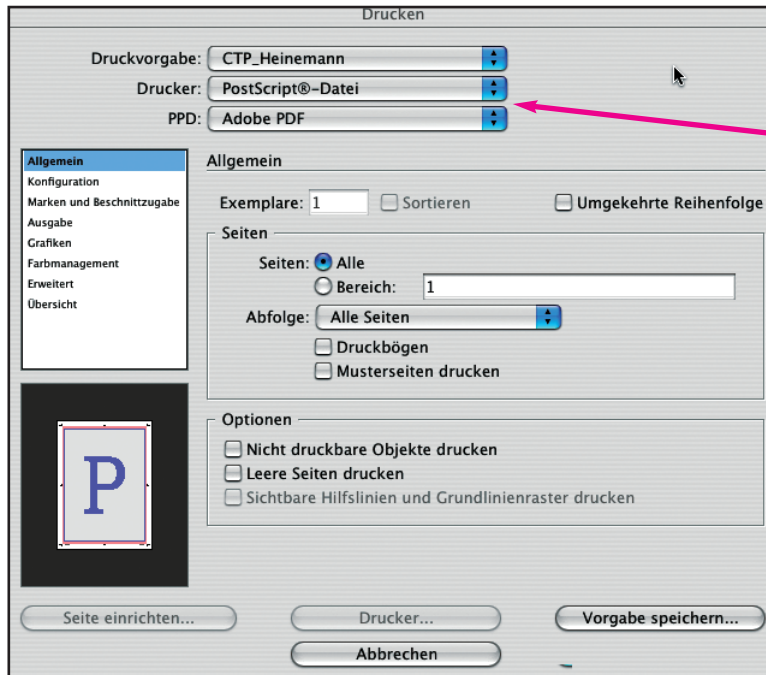 Drucken
Druckvorgabe: CTP_Heinemann
Drucker: PostScript®-Datei
PPD: Adobe PDF
Allgemein
Konfiguration
Marken und Beschnittzugabe
Ausgabe
Grafiken
Farbmanagement
Erweitert
Übersicht
Allgemein
Exemplare: 1 Sortieren Umgekehrte Reihenfolge
Seiten
Seiten: Alle
Bereich: 1
Abfolge: Alle Seiten
Druckbögen
Musterseiten drucken
P
Optionen
Nicht druckbare Objekte drucken
Leere Seiten drucken
Sichtbare Hilfslinien und Grundlinienraster drucken
Seite einrichten... Drucker... Vorgabe speichern...
Abbrechen